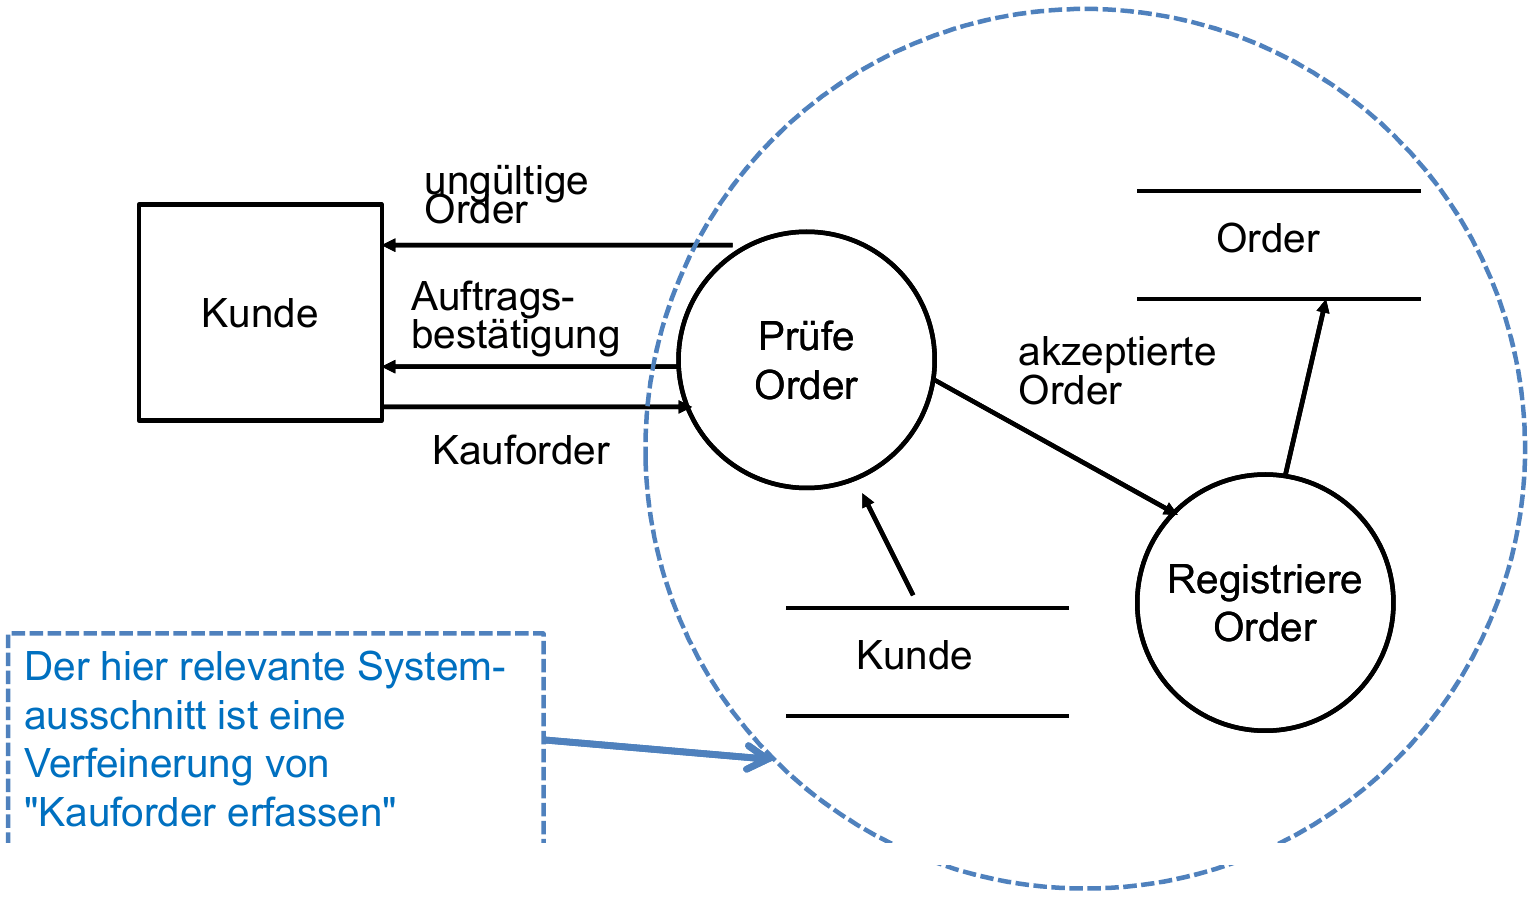 ungültige
Order
Kunde
Auftrags-
bestätigung
Kauforder
Prüfe
Order
akzeptierte
Order
Order
Registriere
Order
Kunde
Der hier relevante System-
ausschnitt ist eine
Verfeinerung von
"Kauforder erfassen"